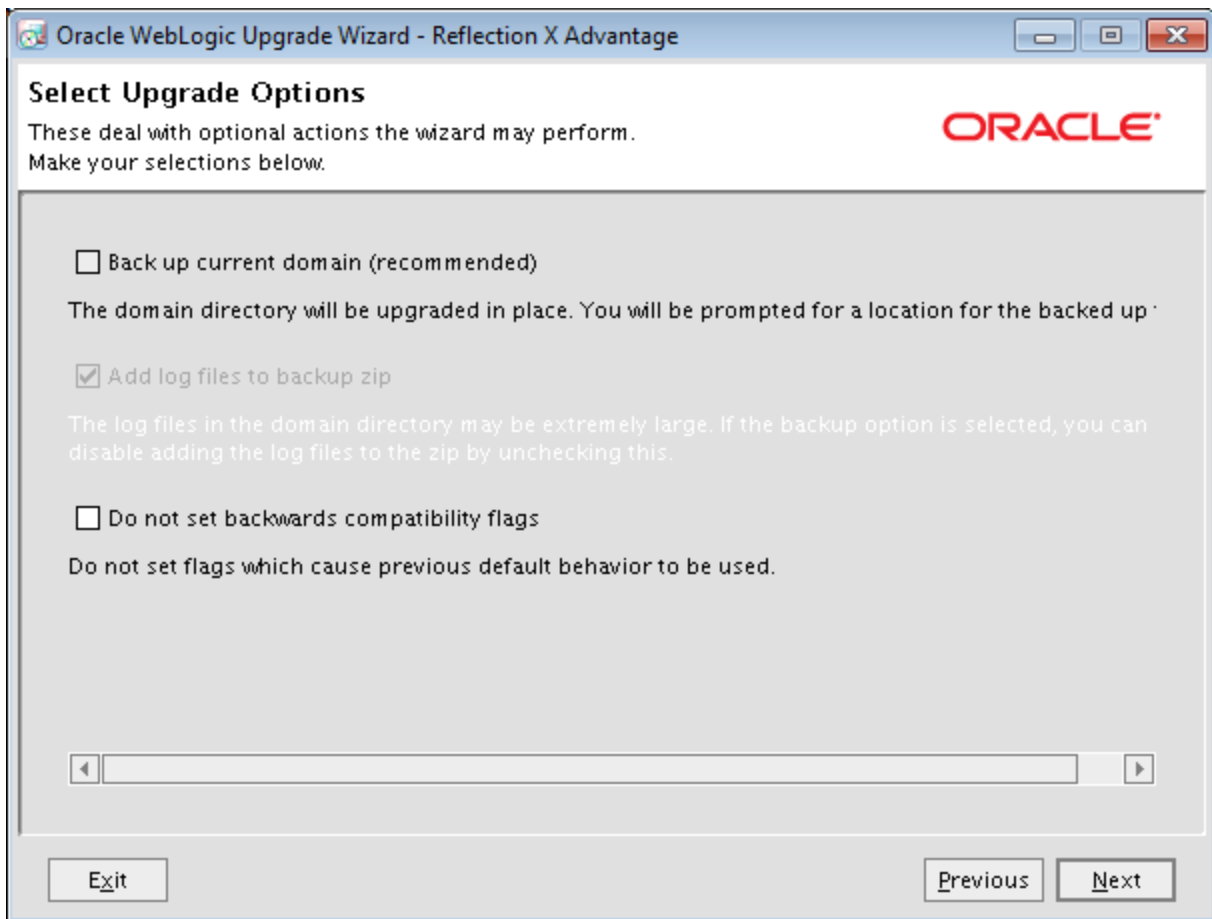 Oracle WebLogic Upgrade Wizard - Reflection X Advantage
Select Upgrade Options
These deal with optional actions the wizard may perform.
Make your selections below.
ORACLE
Back up current domain (recommended)
The domain directory will be upgraded in place. You will be prompted for a location for the backed up
Add log files to backup zip
The log files in the domain directory may be extremely large. If the backup option is selected, you can
disable adding the log files to the zip by unchecking this.
Do not set backwards compatibility flags
Do not set flags which cause previous default behavior to be used.
Exit
Previous
Next